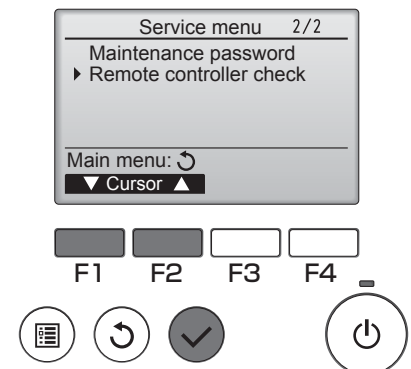 Service menu 2/2
Maintenance password
Remote controller check
Main menu:
Cursor
F1 F2 F3 F4